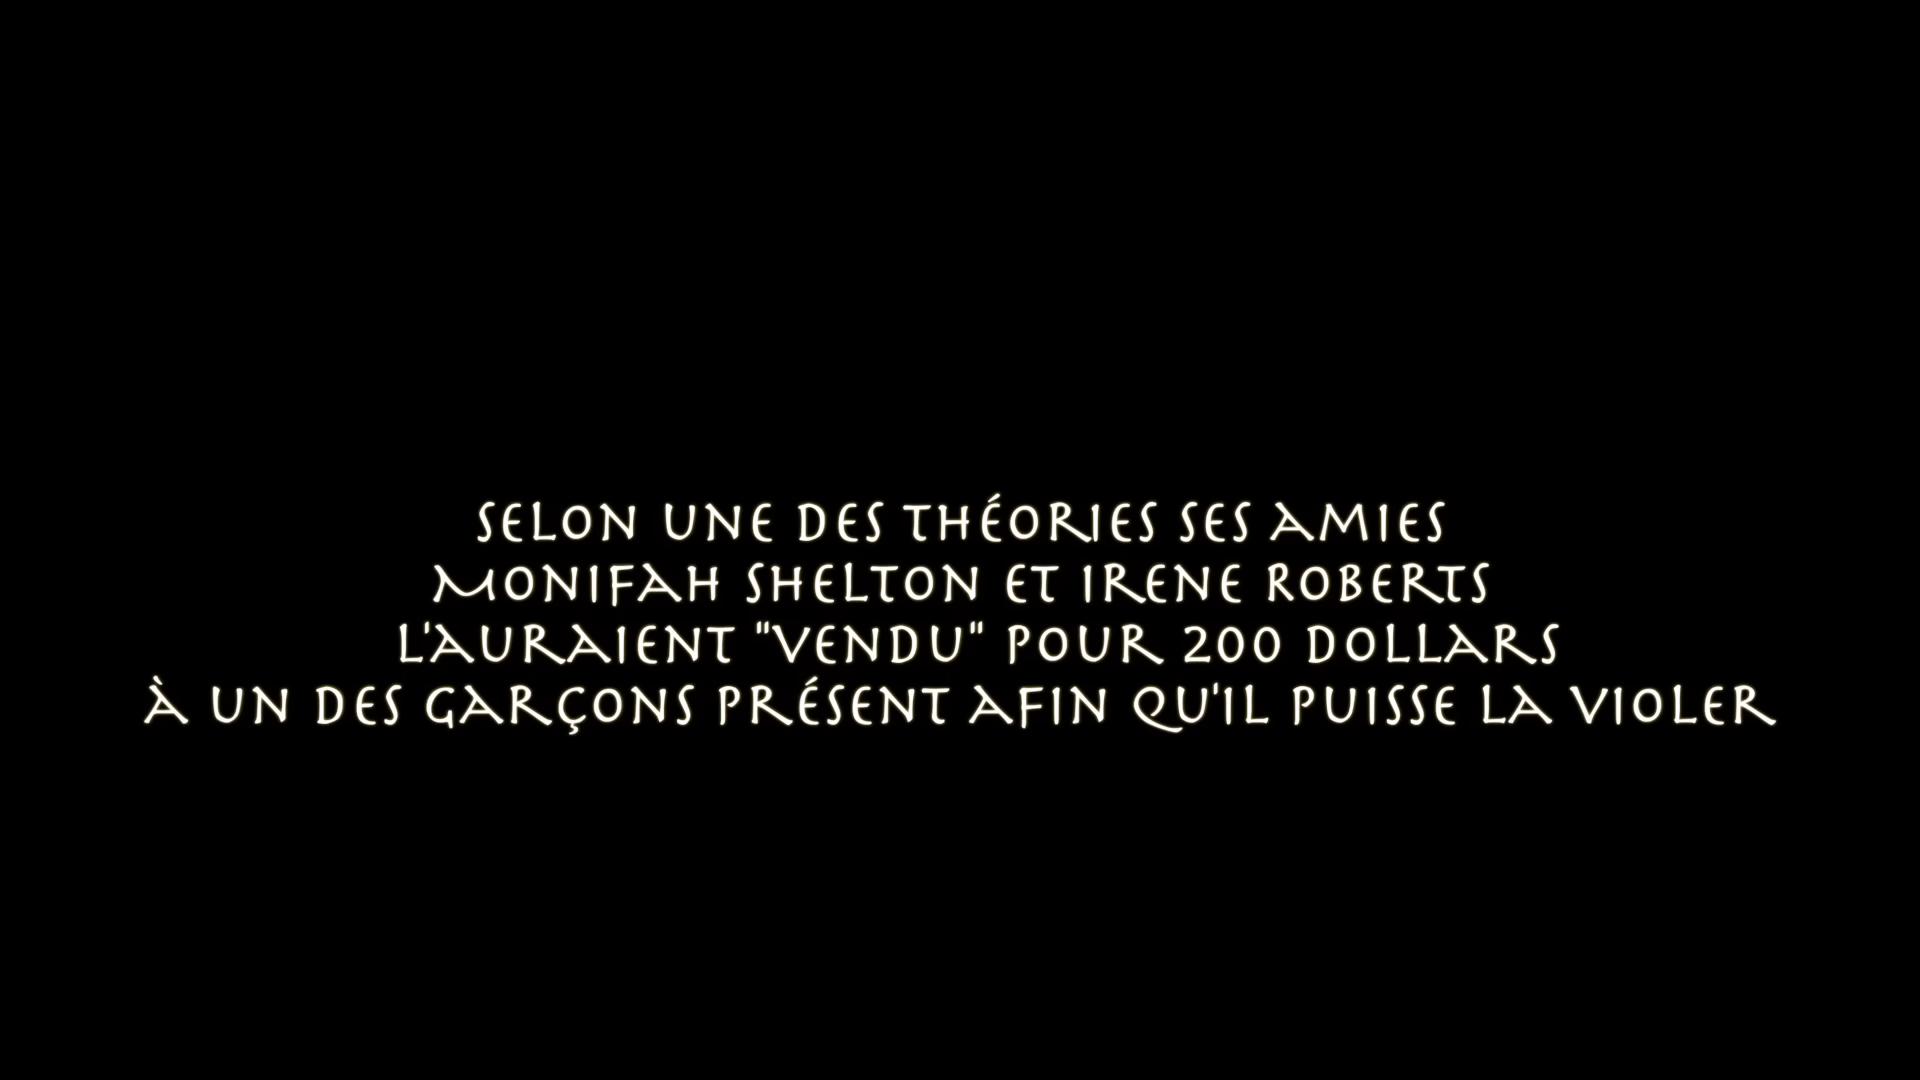 Selon une des théories ses amies
Monifah Shelton et Irene Roberts
l'auraient "vendu" pour 200 dollars
à un des garçons présent afin qu'il puisse la violer